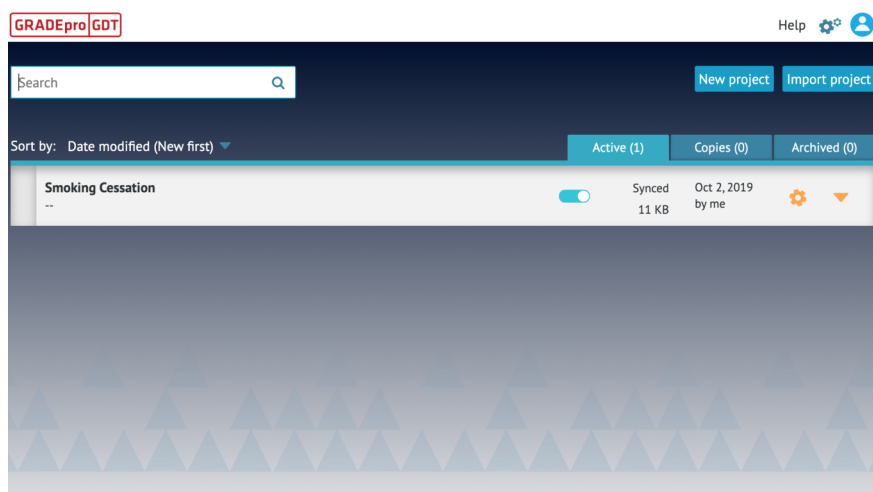 GRADEpro GDT
Help
Search
New project
Import project
Sort by: Date modified (New first)
Active (1)
Copies (0)
Archived (0)
Smoking Cessation
--
Synced
11 KB
Oct 2, 2019
by me